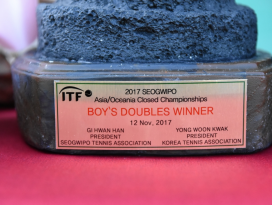 ITF
2017 SEOGWIPO
Asia/Oceania Closed Championships
BOY'S DOUBLES WINNER
12 Nov, 2017
GI HWAN HAN
PRESIDENT
SEOGWIPO TENNIS ASSOCIATION
YONG WOON KWAK
PRESIDENT
KOREA TENNIS ASSOCIATION